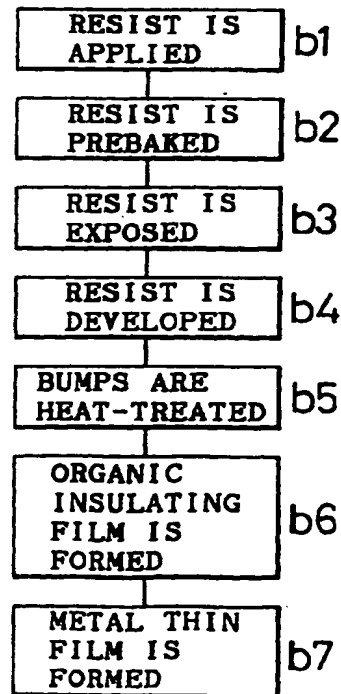 RESIST IS
APPLIED
b1
RESIST IS
PREBAKED
b2
RESIST IS
EXPOSED
b3
RESIST IS
DEVELOPED
b4
BUMPS ARE
HEAT-TREATED
b5
ORGANIC
INSULATING
FILM IS
FORMED
b6
METAL THIN
FILM IS
FORMED
b7